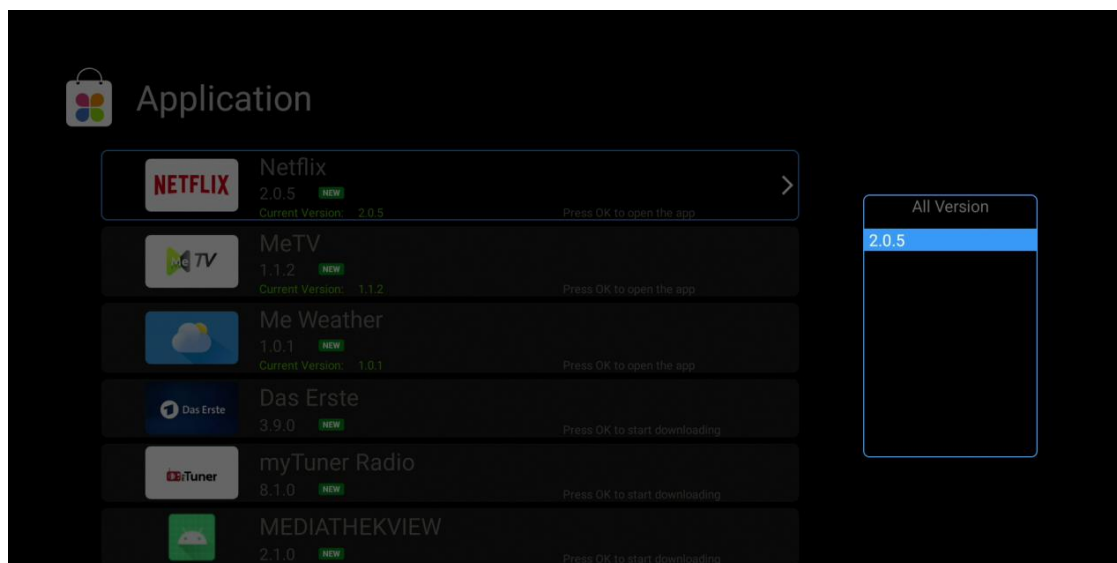 Application
NETFLIX
Netflix
2.0.5 NEW
Current Version: 2.0.5 Press OK to open the app
Me TV
MeTV
1.1.2 NEW
Current Version: 1.1.2 Press OK to open the app
Me Weather
1.0.1 NEW
Current Version: 1.0.1 Press OK to open the app
1 Das Erste
Das Erste
3.9.0 NEW
Press OK to start downloading
Tuner
myTuner Radio
8.1.0 NEW
Press OK to start downloading
MEDIATHEKVIEW
2.1.0 NEW
Press OK to start downloading
All Version
2.0.5